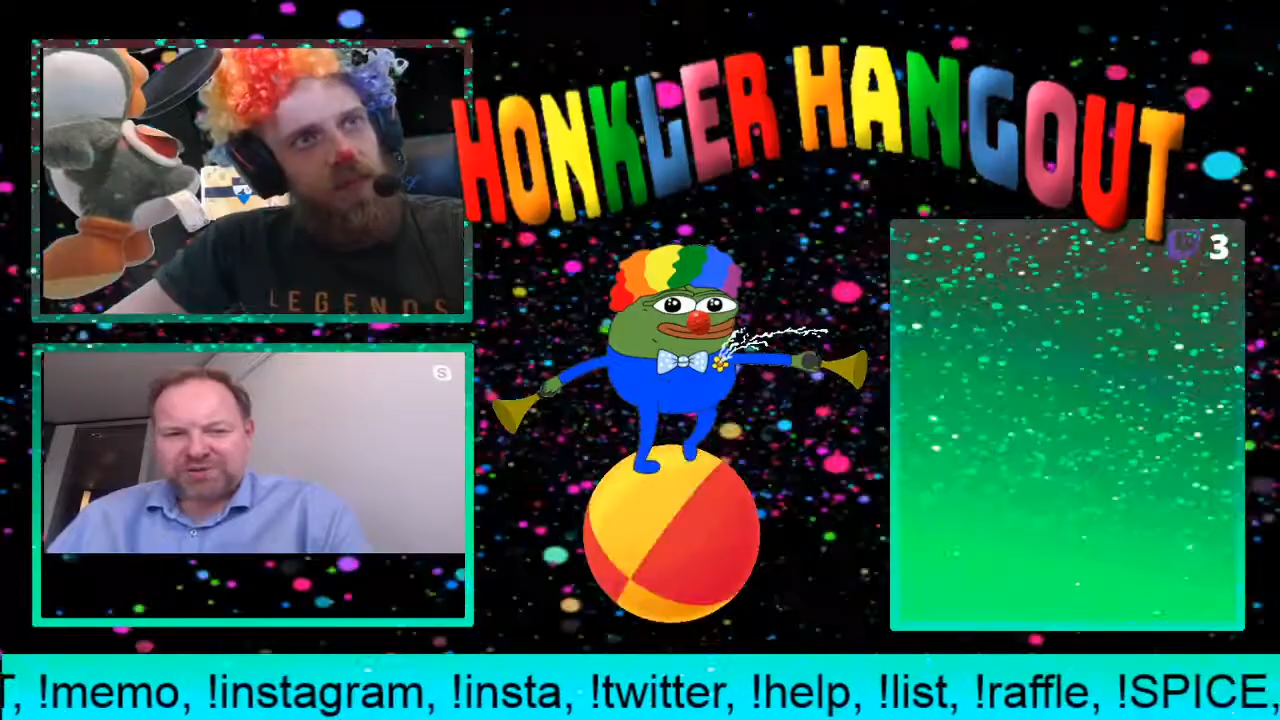 HONKLER HANGOUT
3
LEGENDS
S
T, !memo, !instagram, !insta, !twitter, !help, !list, !raffle, !SPICE,